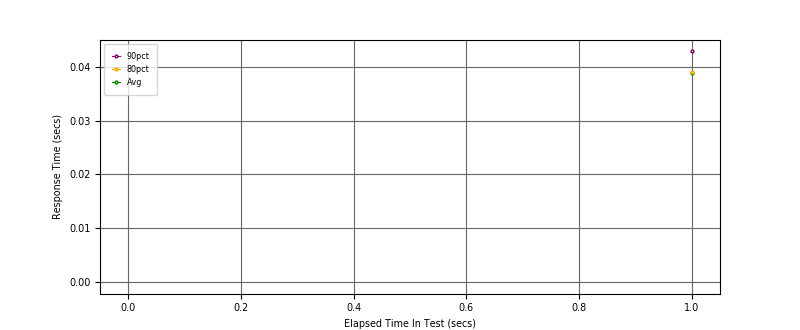 90pct
80pct
Avg
0.04
0.03
0.02
0.01
0.00
Response Time (secs)
0.0 0.2 0.4 0.6 0.8 1.0
Elapsed Time In Test (secs)